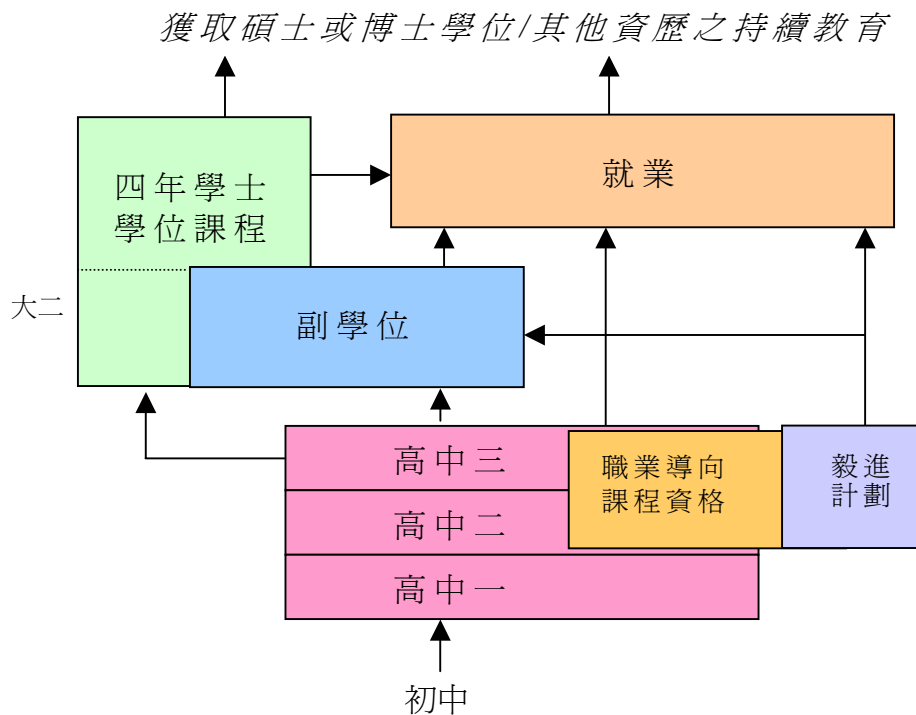 獲取碩士或博士學位/其他資歷之持續教育
四年學士
學位課程
就業
大二
副學位
高中三
職業導向
課程資格
毅進
計劃
高中二
高中一
初中